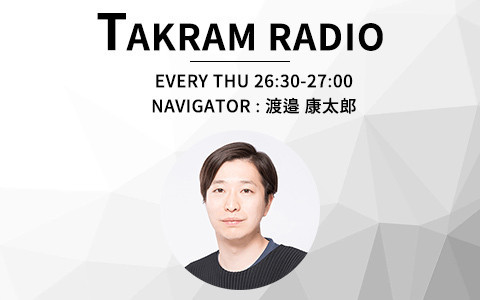 TAKRAM RADIO
EVERY THU 26:30-27:00
NAVIGATOR : 渡邉 康太郎